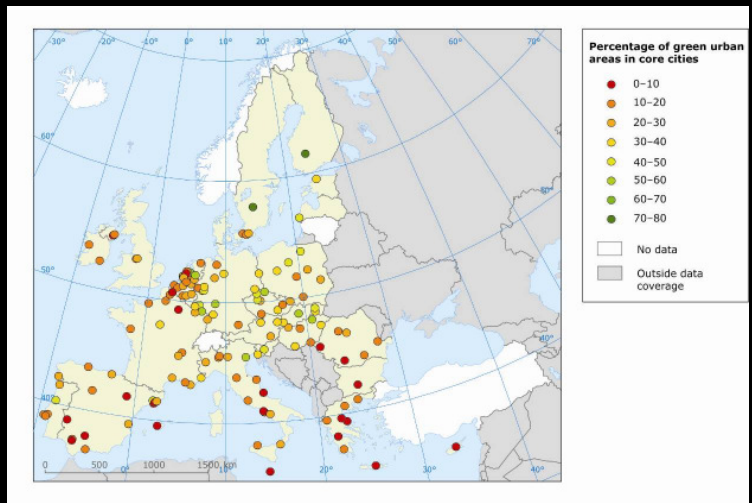 -30° -20° -10° 0° 10° 20° 30° 40° 50° 60° 70°
60°
50°
50°
40°
40°
0 500 1000 1500 km
0° 10° 20° 30° 40°
Percentage of green urban
areas in core cities
0–10
10–20
20–30
30–40
40–50
50–60
60–70
70–80
No data
Outside data
coverage